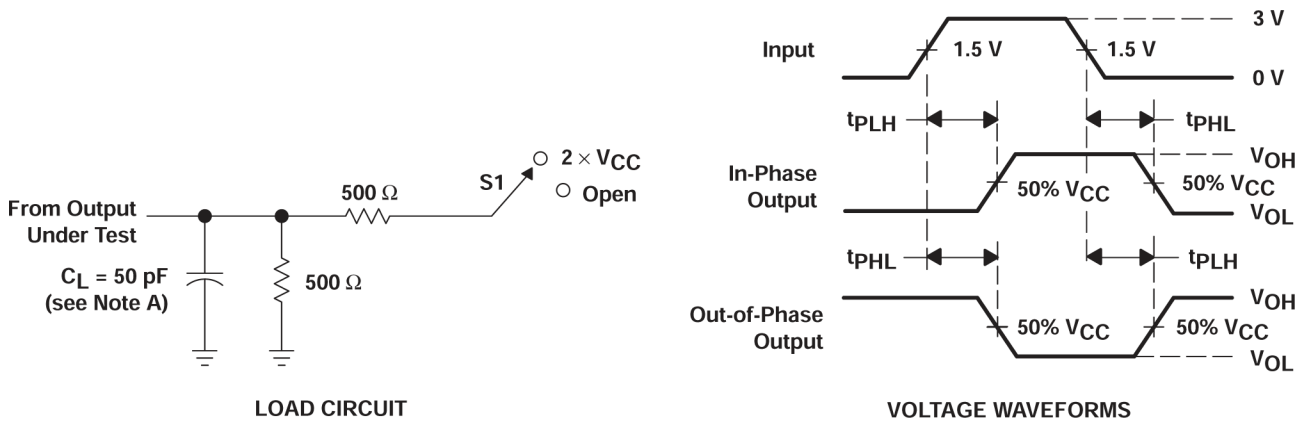 From Output
Under Test
C_L = 50 pF
(see Note A)
500 Ω
500 Ω
S1
2 × V_CC
Open
LOAD CIRCUIT
Input
1.5 V
1.5 V
3 V
0 V
t_PLH
t_PHL
In-Phase
Output
50% V_CC
50% V_CC
V_OH
V_OL
t_PHL
t_PLH
Out-of-Phase
Output
50% V_CC
50% V_CC
V_OH
V_OL
VOLTAGE WAVEFORMS